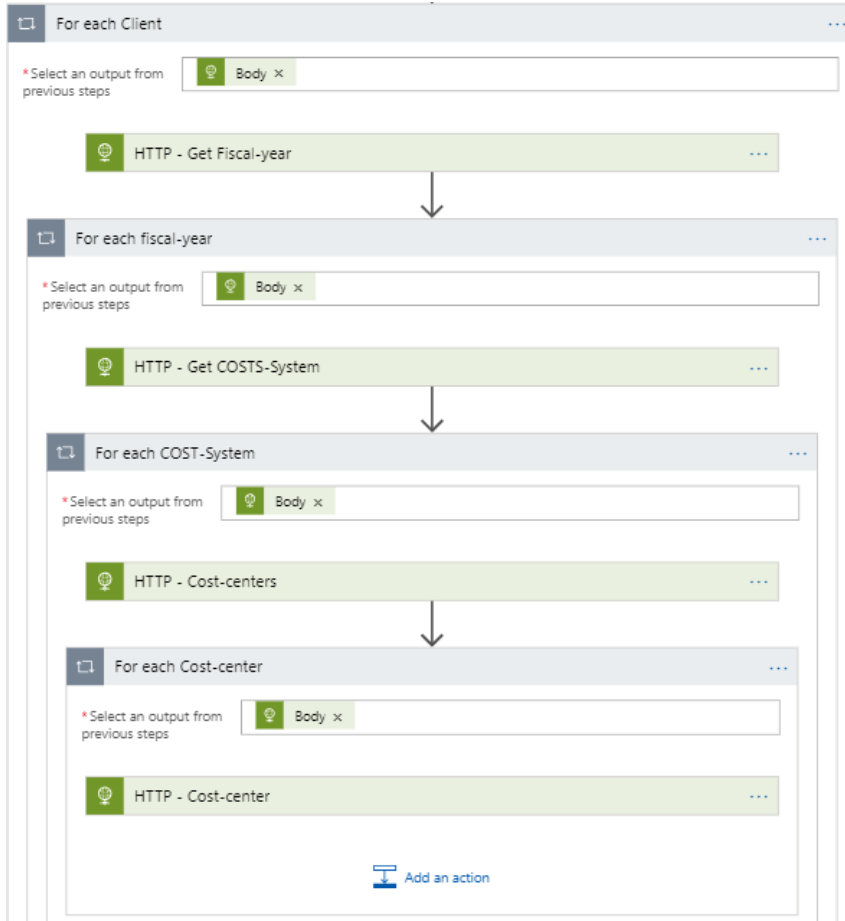 For each Client
...
*Select an output from
previous steps
Body ×
HTTP - Get Fiscal-year
...
For each fiscal-year
...
*Select an output from
previous steps
Body ×
HTTP - Get COSTS-System
...
For each COST-System
...
*Select an output from
previous steps
Body ×
HTTP - Cost-centers
...
For each Cost-center
...
*Select an output from
previous steps
Body ×
HTTP - Cost-center
...
Add an action